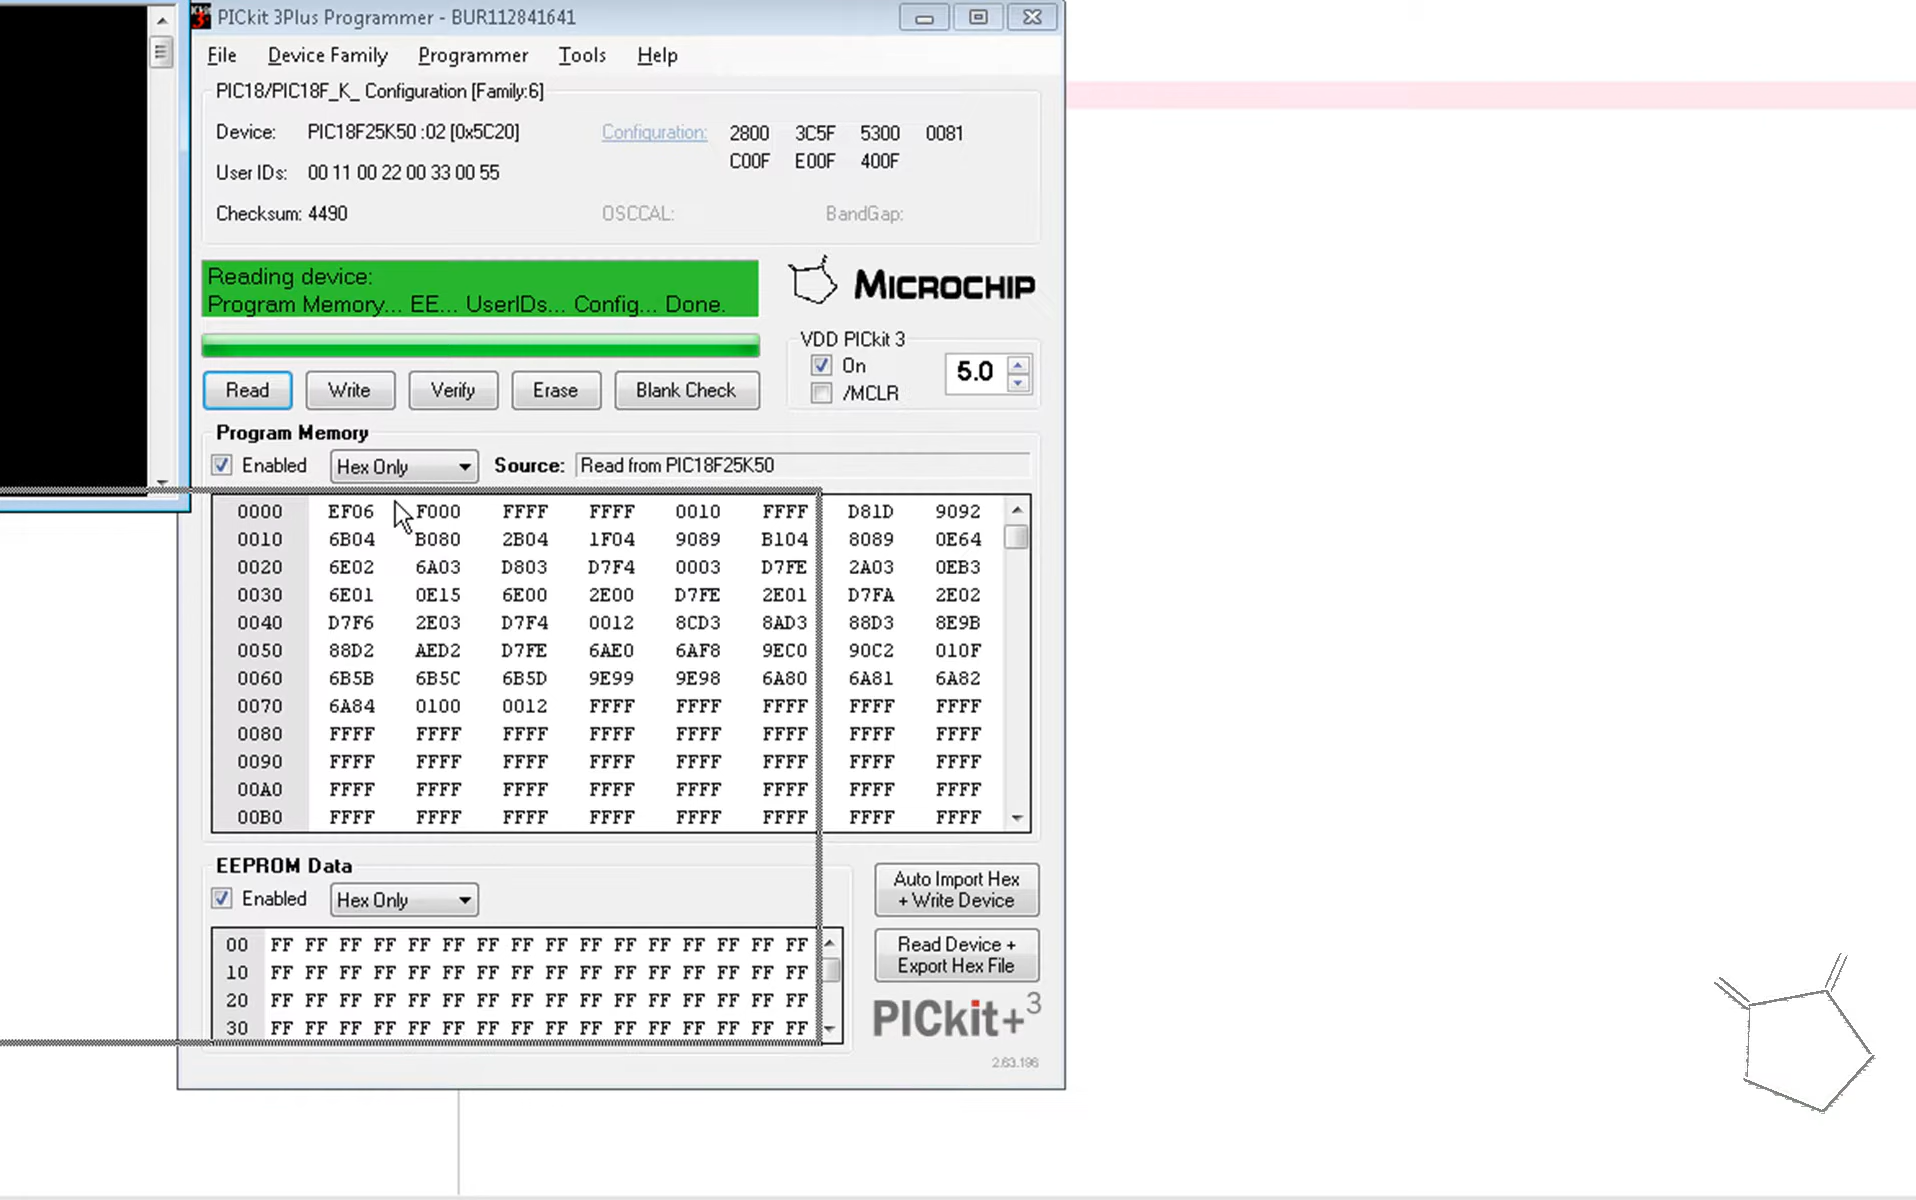 PICkit 3Plus Programmer - BUR112841641
File Device Family Programmer Tools Help
PIC18/PIC18F_K_ Configuration [Family:6]
Device: PIC18F25K50 :02 [0x5C20] Configuration: 2800 3C5F 5300 0081
C00F E00F 400F
User IDs: 00 11 00 22 00 33 00 55
Checksum: 4490 OSCCAL: BandGap:
Reading device:
Program Memory... EE... UserIDs... Config... Done.
MICROCHIP
VDD PICkit 3
On
/MCLR
5.0
Read Write Verify Erase Blank Check
Program Memory
Enabled Hex Only Source: Read from PIC18F25K50
0000 EF06 F000 FFFF FFFF 0010 FFFF D81D 9092
0010 6B04 B080 2B04 1F04 9089 B104 8089 0E64
0020 6E02 6A03 D803 D7F4 0003 D7FE 2A03 0EB3
0030 6E01 0E15 6E00 2E00 D7FE 2E01 D7FA 2E02
0040 D7F6 2E03 D7F4 0012 8CD3 8AD3 88D3 8E9B
0050 88D2 AED2 D7FE 6AE0 6AF8 9EC0 90C2 010F
0060 6B5B 6B5C 6B5D 9E99 9E98 6A80 6A81 6A82
0070 6A84 0100 0012 FFFF FFFF FFFF FFFF FFFF
0080 FFFF FFFF FFFF FFFF FFFF FFFF FFFF FFFF
0090 FFFF FFFF FFFF FFFF FFFF FFFF FFFF FFFF
00A0 FFFF FFFF FFFF FFFF FFFF FFFF FFFF FFFF
00B0 FFFF FFFF FFFF FFFF FFFF FFFF FFFF FFFF
EEPROM Data
Enabled Hex Only
00 FF FF FF FF FF FF FF FF FF FF FF FF FF FF FF FF
10 FF FF FF FF FF FF FF FF FF FF FF FF FF FF FF FF
20 FF FF FF FF FF FF FF FF FF FF FF FF FF FF FF FF
30 FF FF FF FF FF FF FF FF FF FF FF FF FF FF FF FF
Auto Import Hex
+ Write Device
Read Device +
Export Hex File
PICkit+3
2.63.196